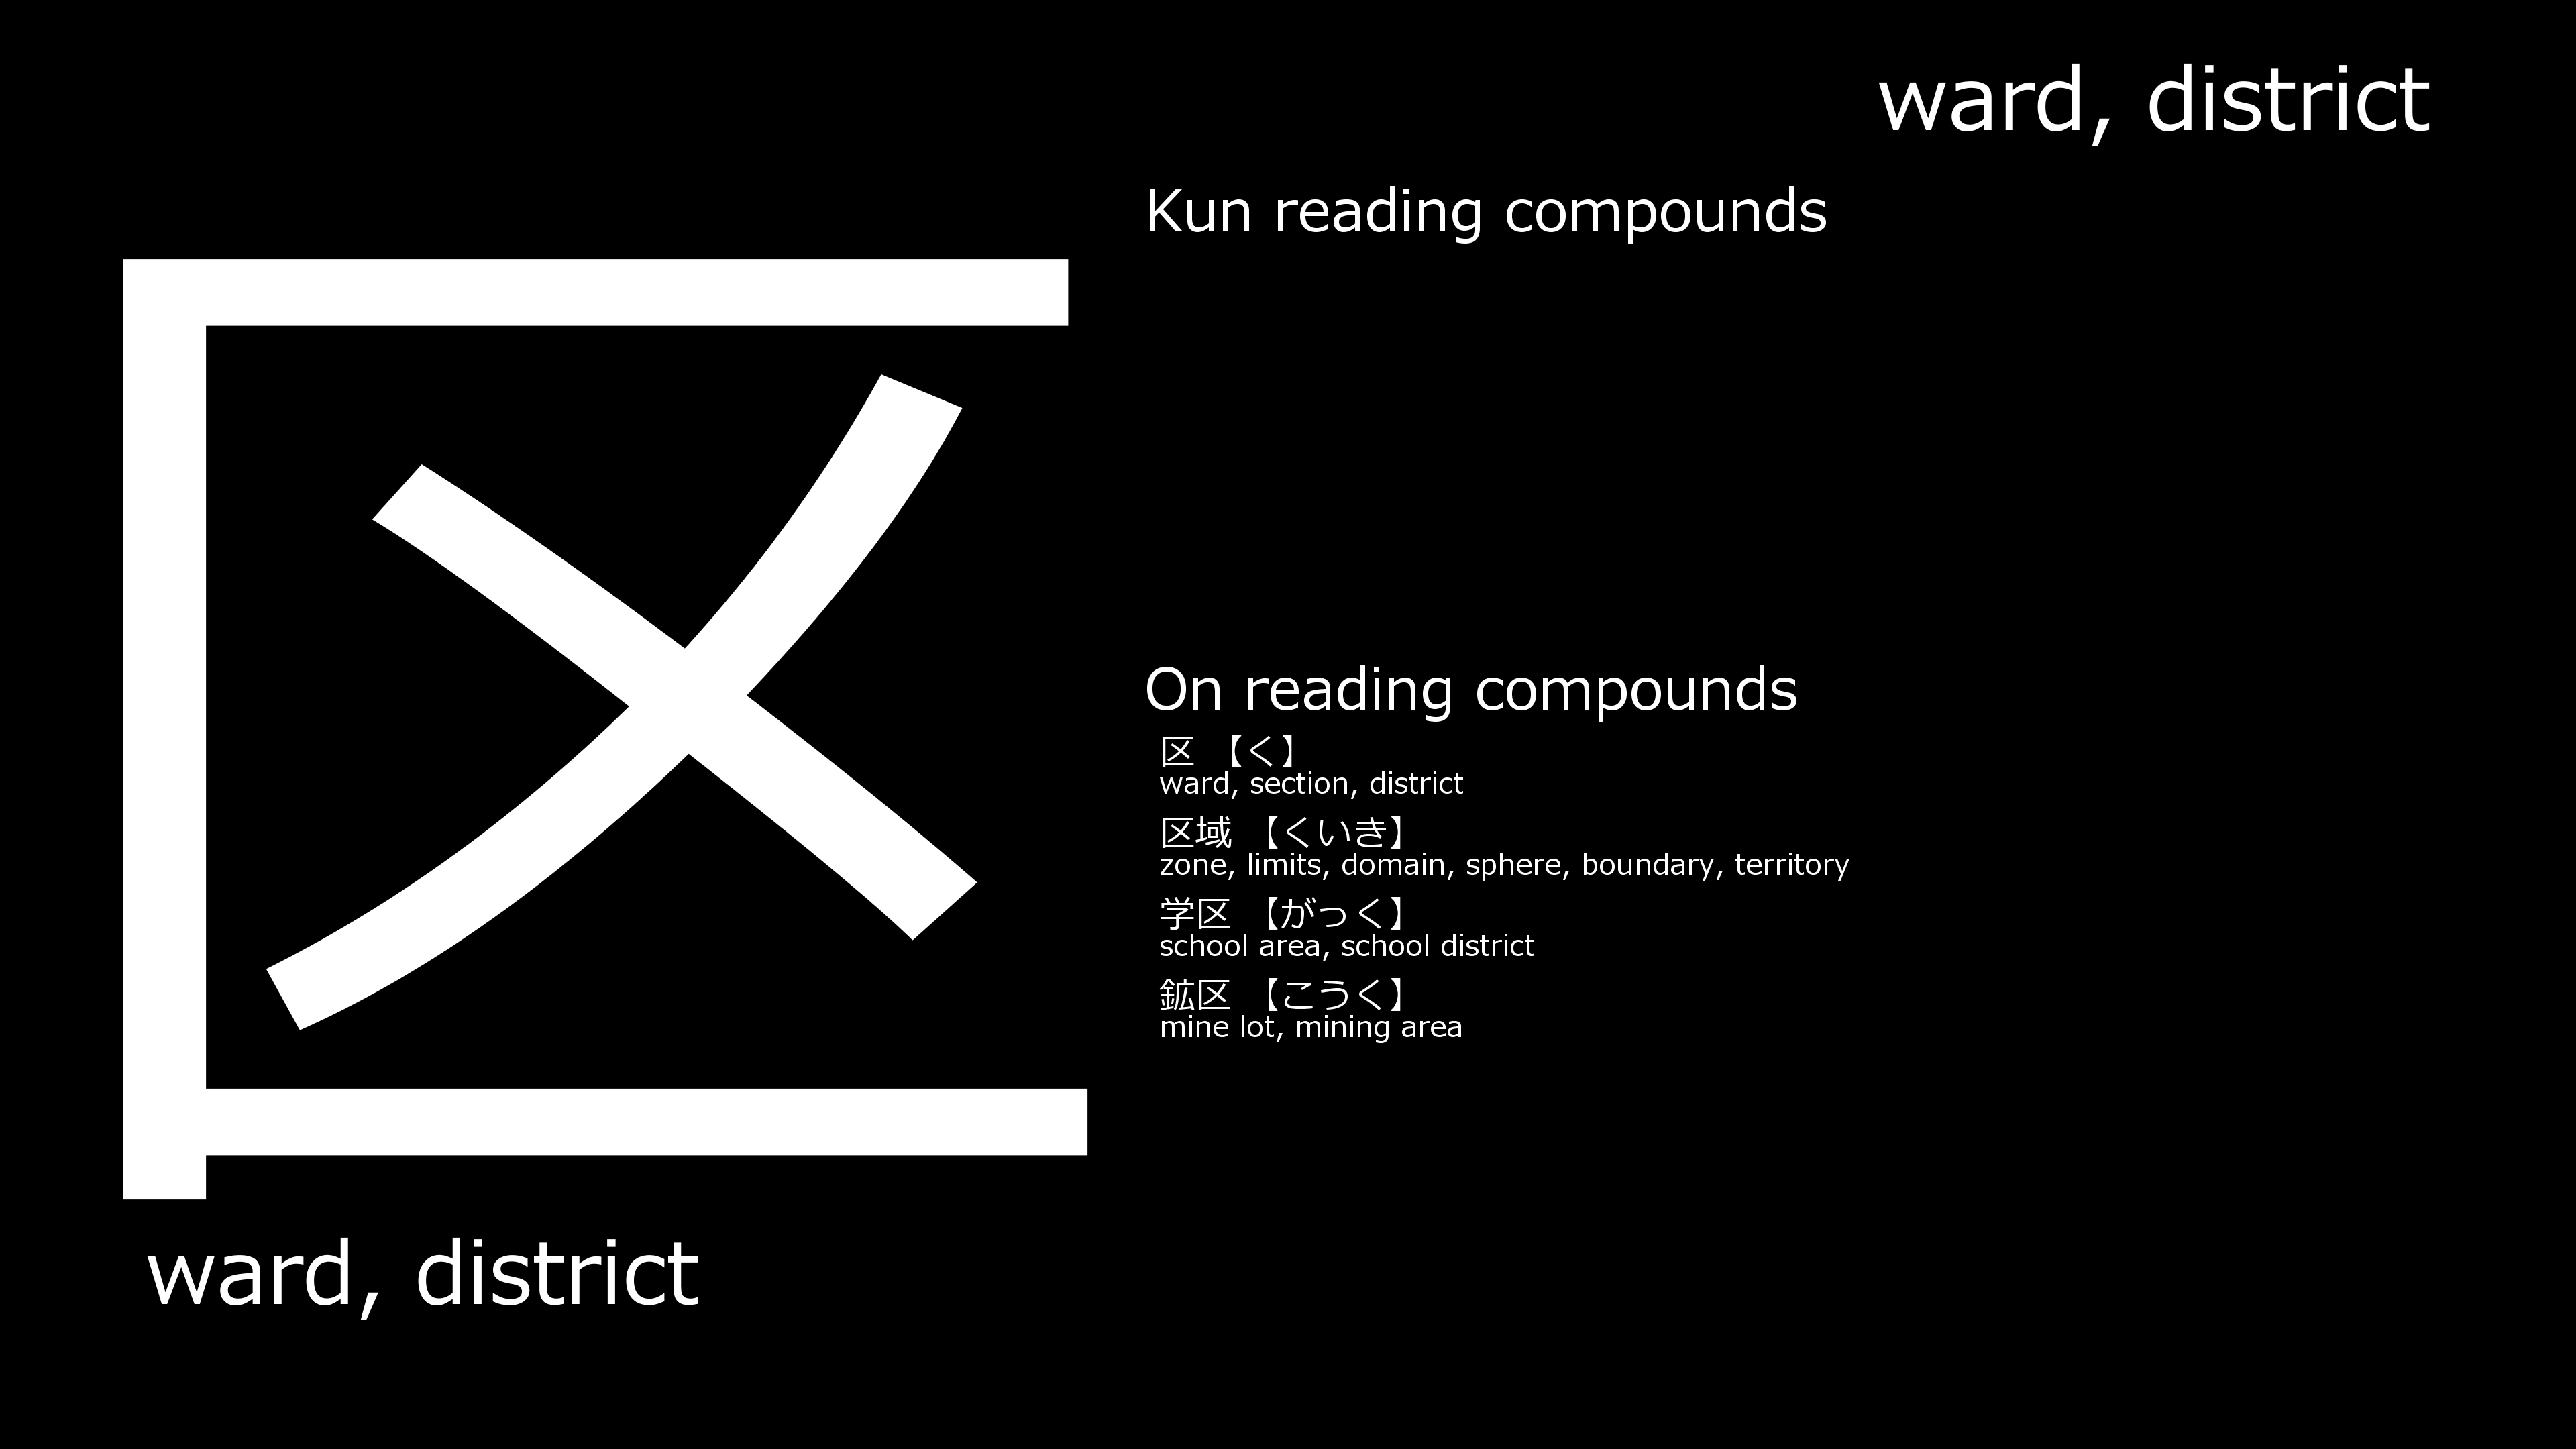 ward, district
Kun reading compounds
区
On reading compounds
区 【く】
ward, section, district
区域 【くいき】
zone, limits, domain, sphere, boundary, territory
学区 【がっく】
school area, school district
鉱区 【こうく】
mine lot, mining area
ward, district